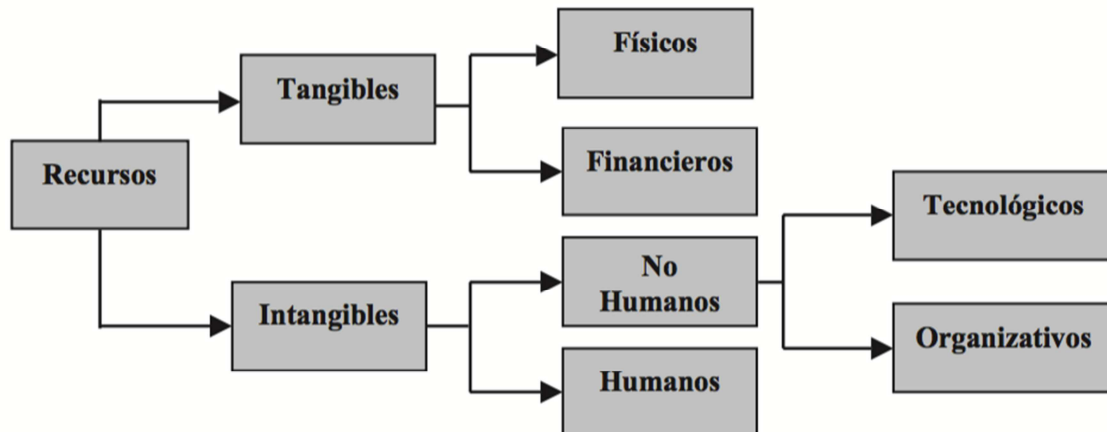 Físicos
Tangibles
Recursos
Financieros
Tecnológicos
No
Humanos
Intangibles
Organizativos
Humanos